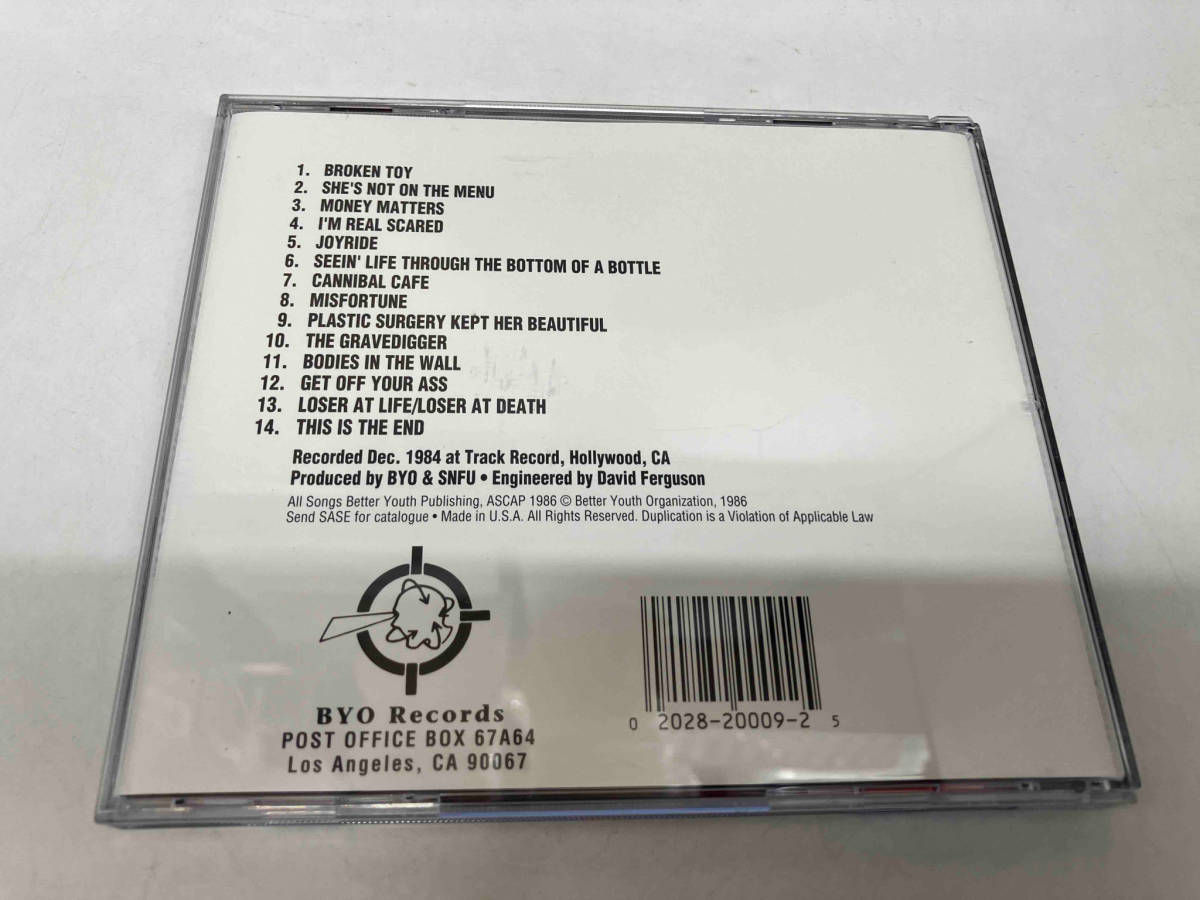 1. BROKEN TOY
2. SHE'S NOT ON THE MENU
3. MONEY MATTERS
4. I'M REAL SCARED
5. JOYRIDE
6. SEEIN' LIFE THROUGH THE BOTTOM OF A BOTTLE
7. CANNIBAL CAFE
8. MISFORTUNE
9. PLASTIC SURGERY KEPT HER BEAUTIFUL
10. THE GRAVEDIGGER
11. BODIES IN THE WALL
12. GET OFF YOUR ASS
13. LOSER AT LIFE/LOSER AT DEATH
14. THIS IS THE END
Recorded Dec. 1984 at Track Record, Hollywood, CA
Produced by BYO & SNFU • Engineered by David Ferguson
All Songs Better Youth Publishing, ASCAP 1986 © Better Youth Organization, 1986
Send SASE for catalogue • Made in U.S.A. All Rights Reserved. Duplication is a Violation of Applicable Law
BYO Records
POST OFFICE BOX 67A64
Los Angeles, CA 90067
0 2028-20009-2 5